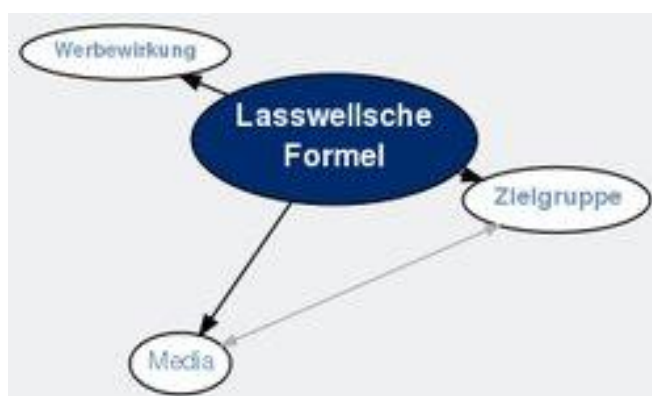 Werbewirkung
Lasswellsche
Formel
Zielgruppe
Media